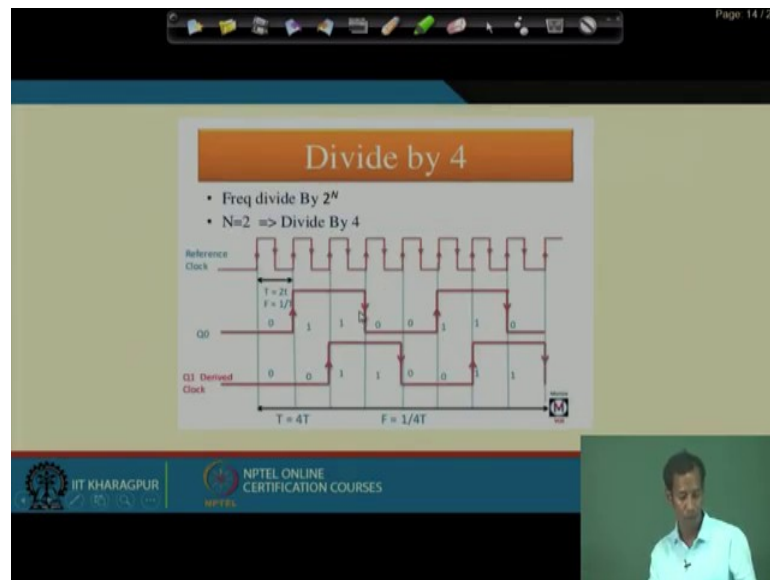 Page: 14/2
Divide by 4
• Freq divide By 2^N
• N=2 => Divide By 4
Reference
Clock
T = 2t
F = 1/T
Q0
0 1 1 0 0 1 1 0
Q1 Derived
Clock
0 0 1 1 0 0 1 1
T = 4T F = 1/4T
M
IIT KHARAGPUR
NPTEL
NPTEL ONLINE
CERTIFICATION COURSES